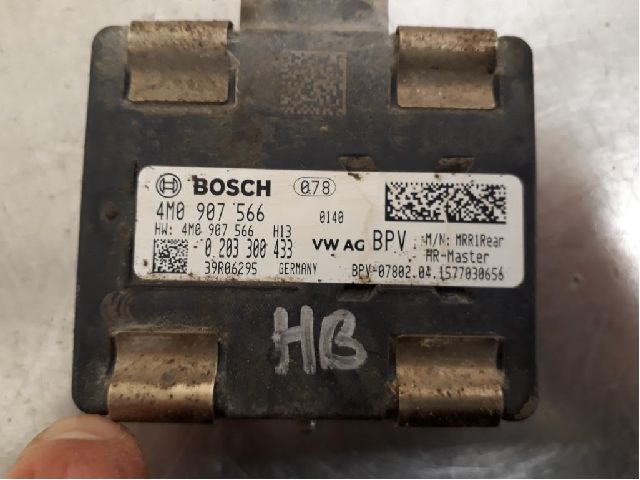 BOSCH 078
4M0 907 566 0140
HW: 4M0 907 566 H13
0 203 300 433 VW AG BPV M/N: MRR1Rear
HR-Master
39R06295 GERMANY BPV-07802.04.1577030656
HB